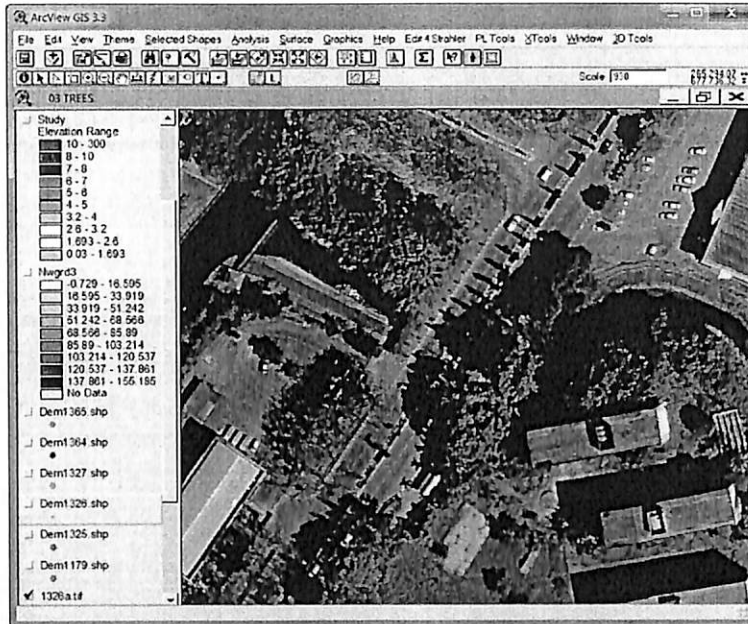 ArcView GIS 3.3
File Edit View Theme Selected Shapes Analysis Surface Graphics Help Edit 4 Strahler PL Tools XTools Window 3D Tools
Scale
03 TREES
Study
Elevation Range
10 - 300
8 - 10
7 - 8
6 - 7
5 - 6
4 - 5
3.2 - 4
2.6 - 3.2
1.693 - 2.6
0.03 - 1.693
Nwgrd3
-0.729 - 16.595
16.595 - 33.919
33.919 - 51.242
51.242 - 68.566
68.566 - 85.89
85.89 - 103.214
103.214 - 120.537
120.537 - 137.861
137.861 - 155.185
No Data
Dem1365.shp
Dem1364.shp
Dem1327.shp
Dem1326.shp
Dem1325.shp
Dem1179.shp
1326a.tif